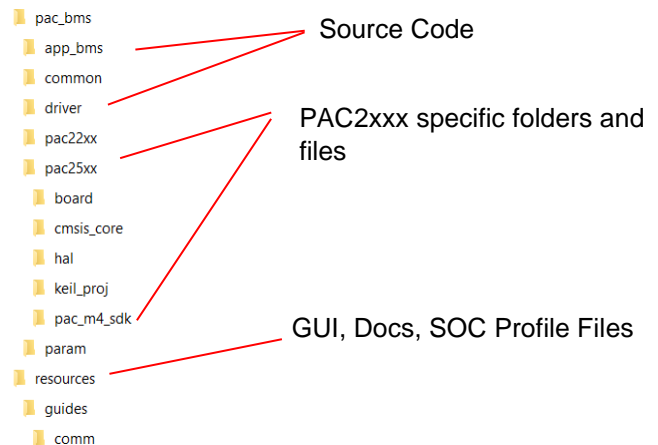 pac_bms
app_bms
common
driver
pac22xx
pac25xx
board
cmsis_core
hal
keil_proj
pac_m4_sdk
param
resources
guides
comm
Source Code
PAC2xxx specific folders and
files
GUI, Docs, SOC Profile Files